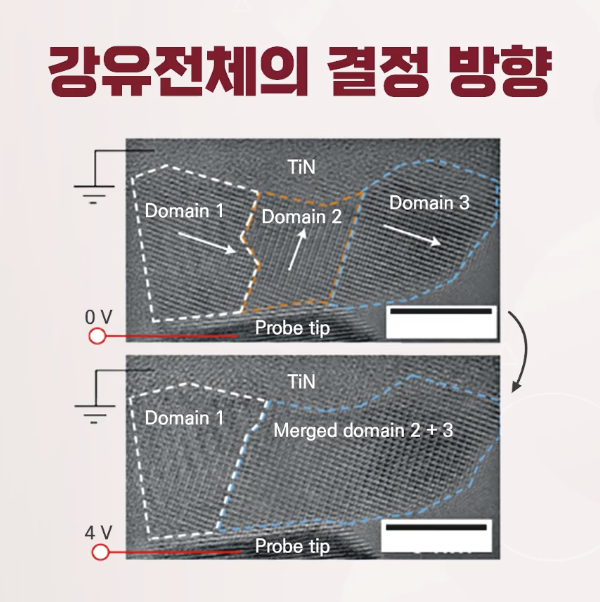 강유전체의 결정 방향
TiN
Domain 1
Domain 2
Domain 3
0 V
Probe tip
TiN
Domain 1
Merged domain 2 + 3
4 V
Probe tip